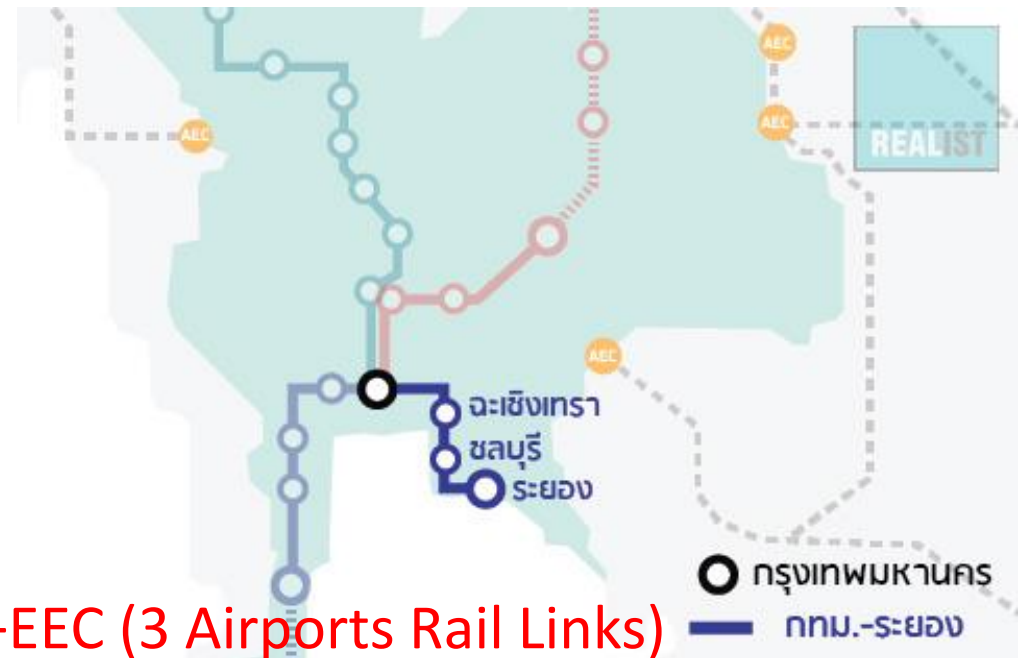 AEC
AEC
AEC
REALIST
AEC
ฉะเชิงเทรา
ชลบุรี
ระยอง
กรุงเทพมหานคร
-EEC (3 Airports Rail Links)
กทม.-ระยอง